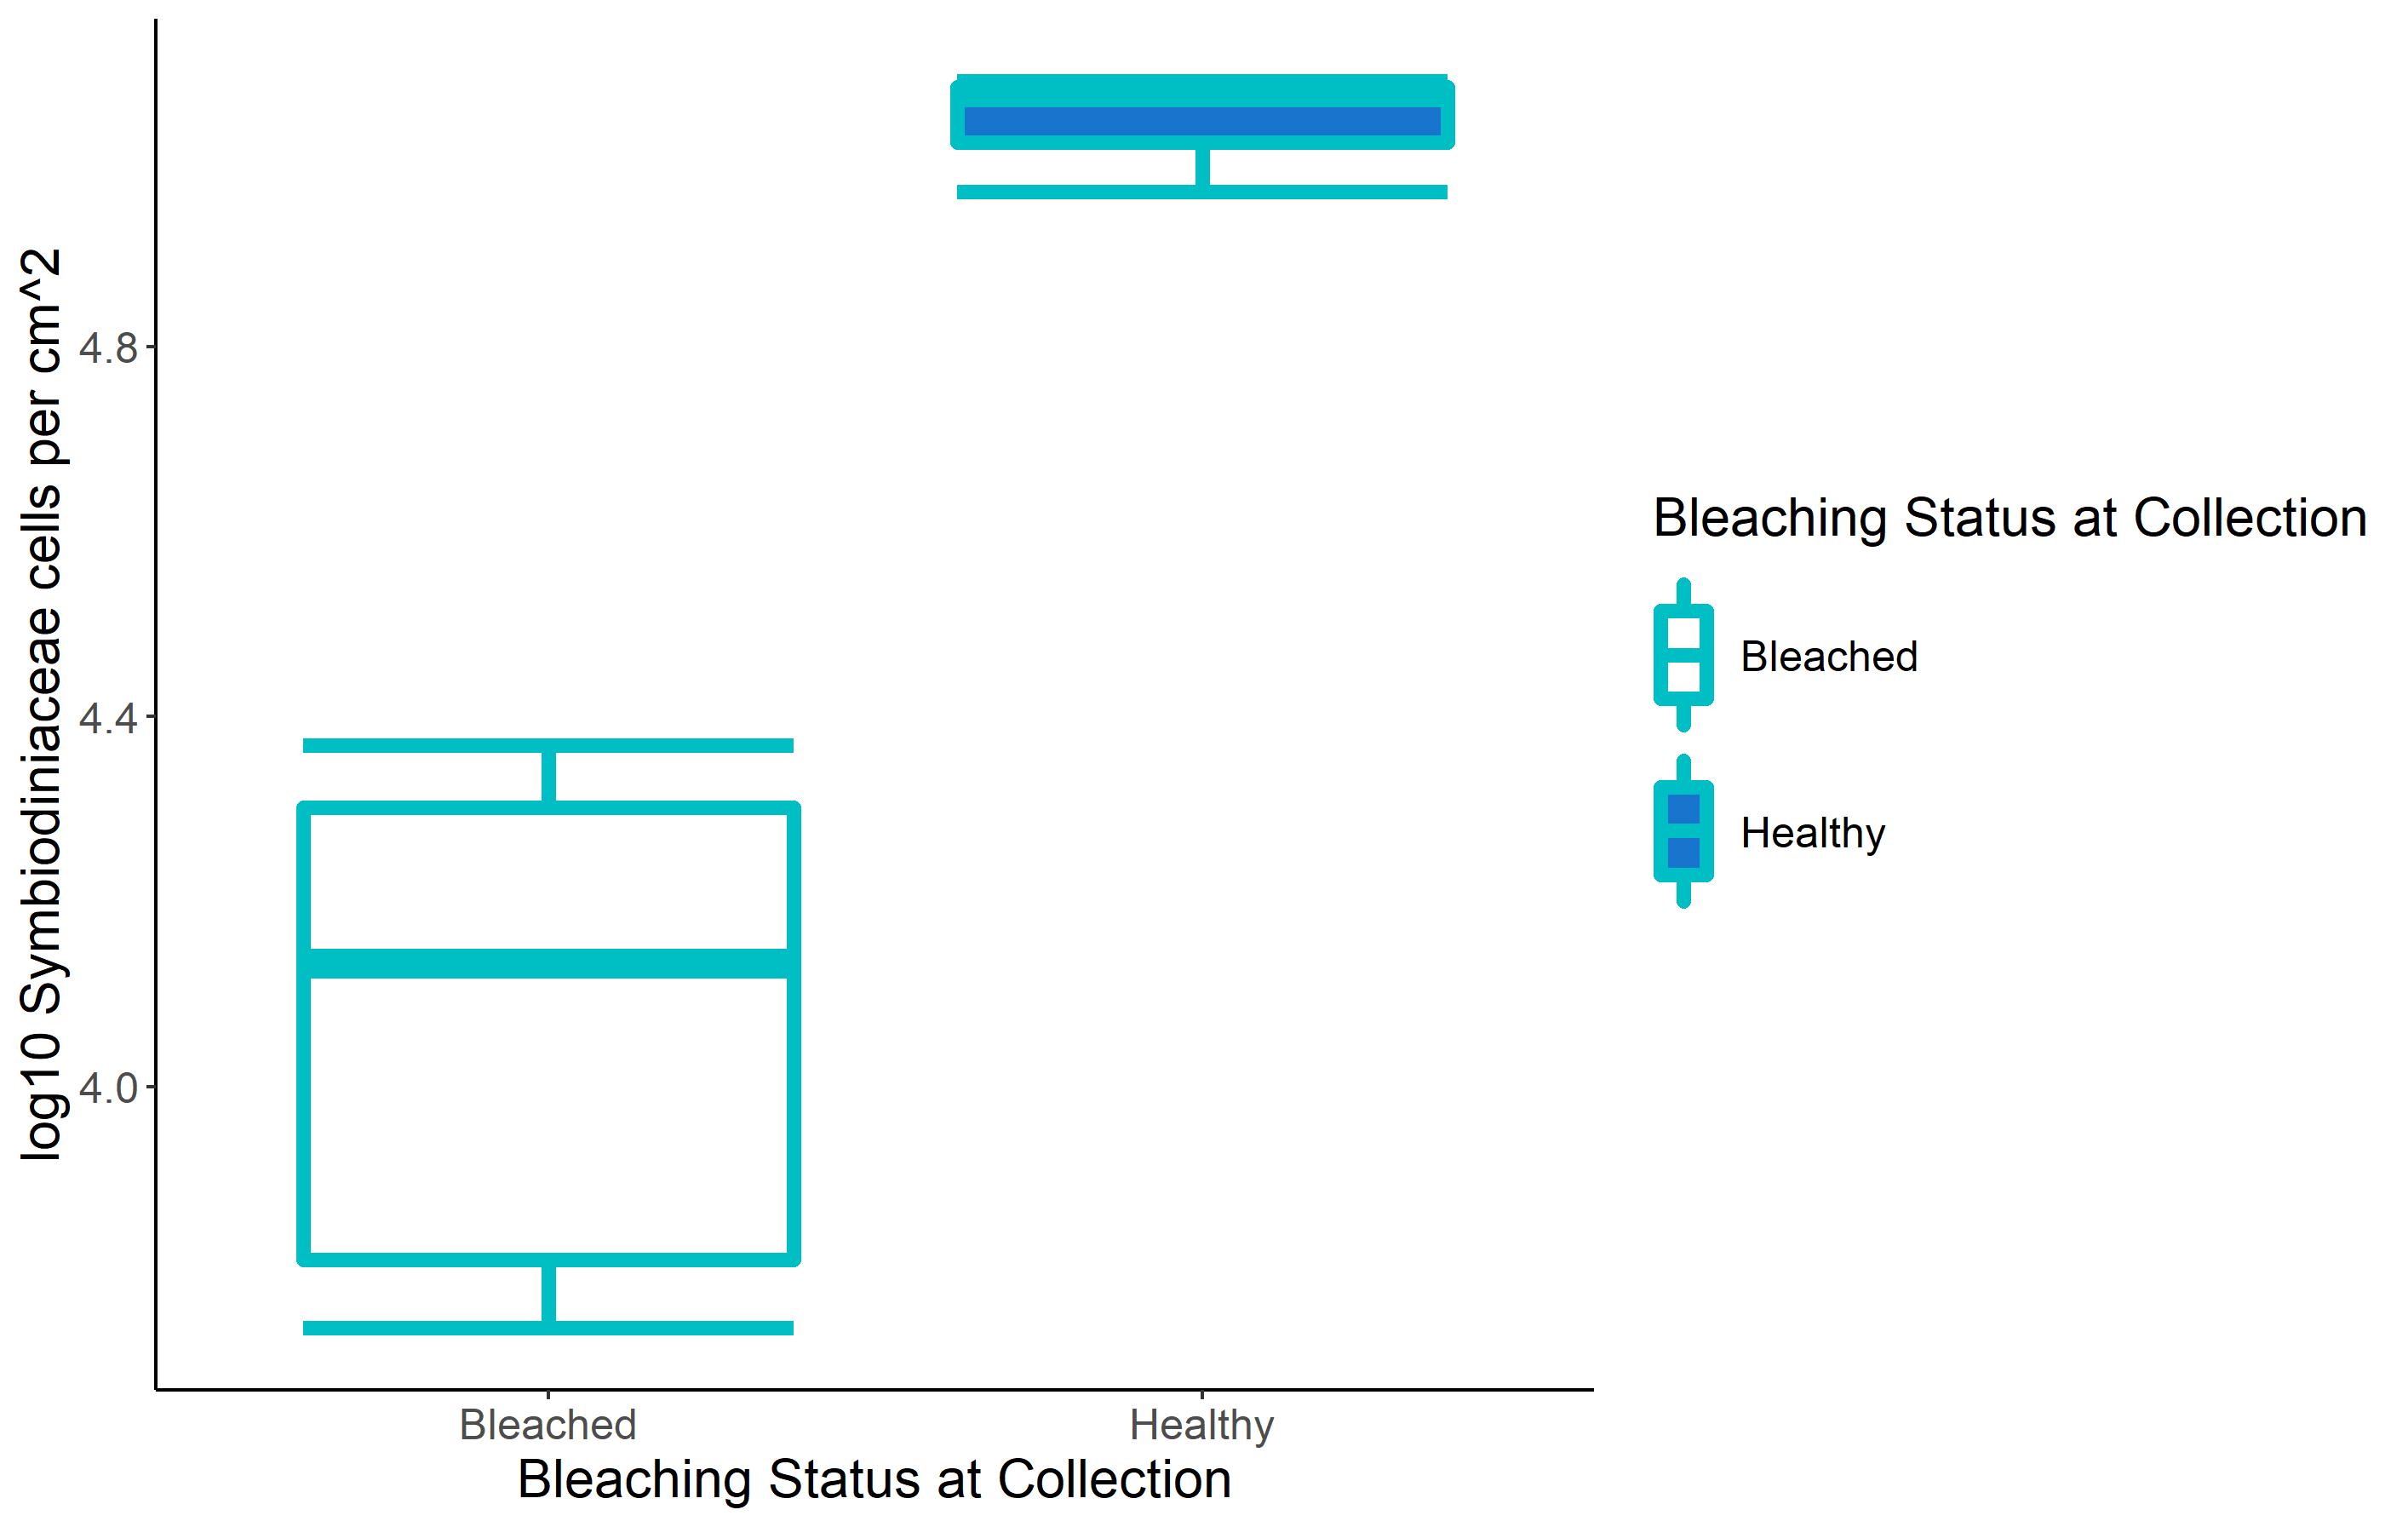 log10 Symbiodiniaceae cells per cm^2
4.8
4.4
4.0
Bleached
Healthy
Bleaching Status at Collection
Bleaching Status at Collection
Bleached
Healthy